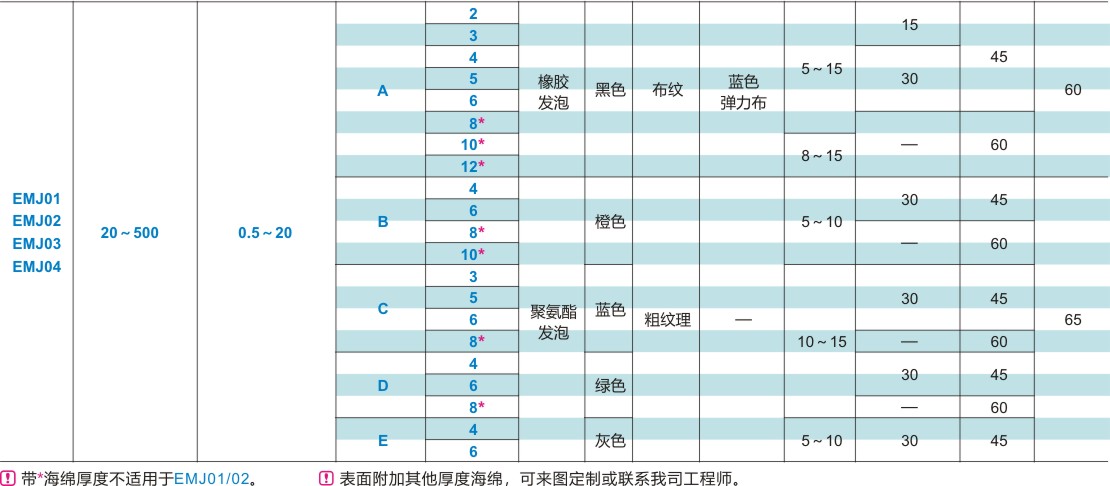 EMJ01
EMJ02
EMJ03
EMJ04
20~500
0.5~20
A
2
3
4
5
6
8*
10*
12*
橡胶
发泡
黑色
布纹
蓝色
弹力布
5~15
8~15
15
30
—
45
60
60
B
4
6
8*
10*
橙色
5~10
30
—
45
60
C
3
5
6
8*
聚氨酯
发泡
蓝色
粗纹理
—
10~15
30
—
45
60
65
D
4
6
8*
绿色
30
—
45
60
E
4
6
灰色
5~10
30
45
带*海绵厚度不适用于EMJ01/02。
表面附加其他厚度海绵，可来图定制或联系我司工程师。